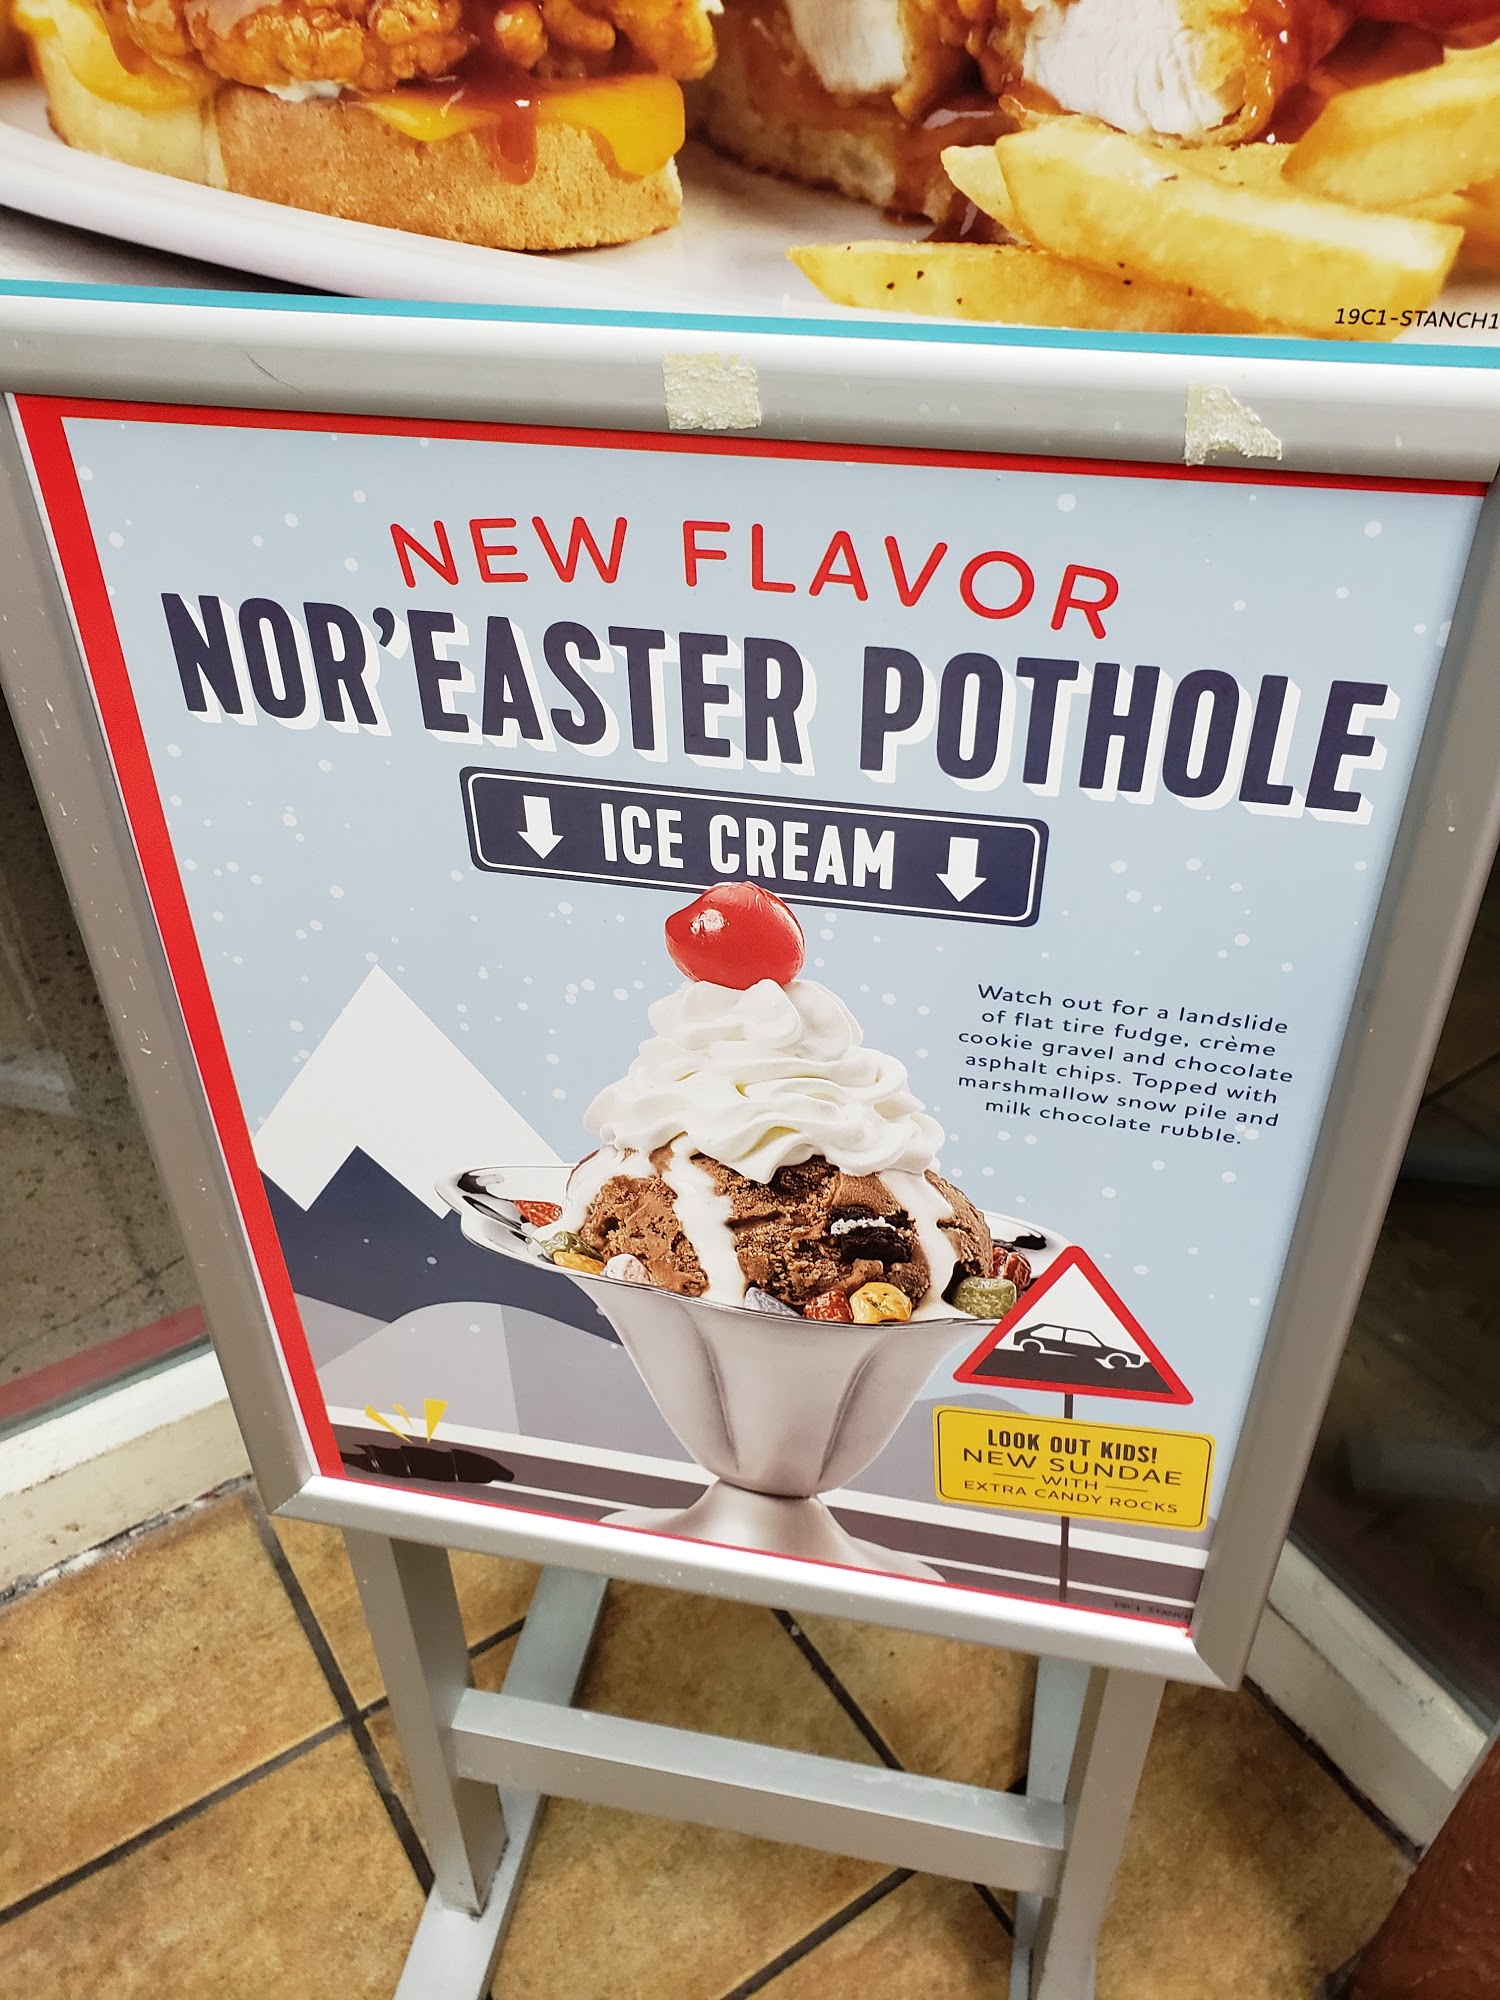 19C1-STANCH1
NEW FLAVOR
NOR'EASTER POTHOLE
ICE CREAM
Watch out for a landslide
of flat tire fudge, crème
cookie gravel and chocolate
asphalt chips. Topped with
marshmallow snow pile and
milk chocolate rubble.
LOOK OUT KIDS!
NEW SUNDAE
WITH
EXTRA CANDY ROCKS